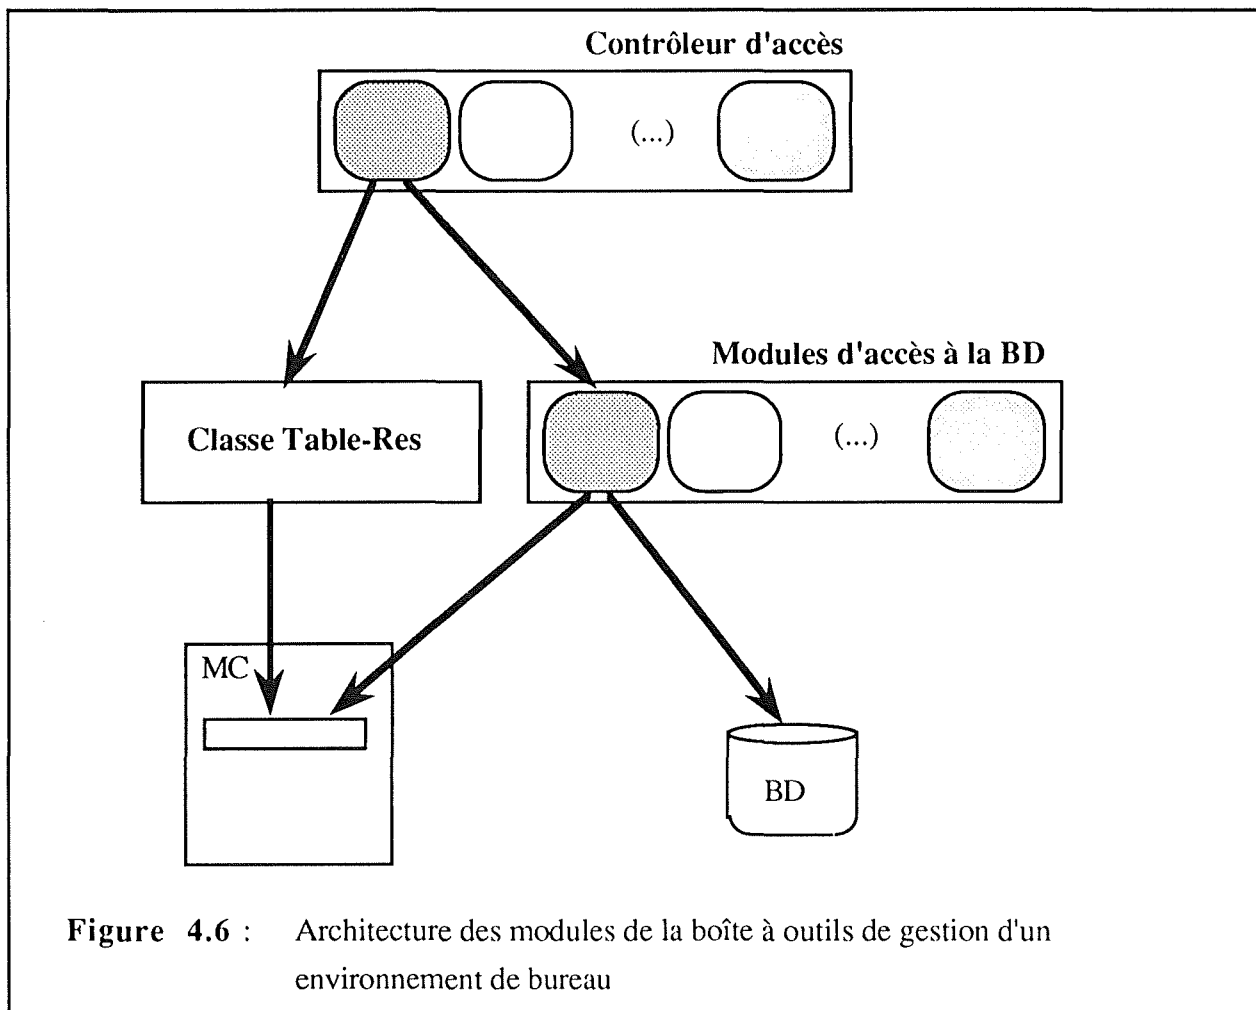 Contrôleur d'accès
(...)
Modules d'accès à la BD
Classe Table-Res
(...)
MC
BD
Figure 4.6 : Architecture des modules de la boîte à outils de gestion d'un
environnement de bureau